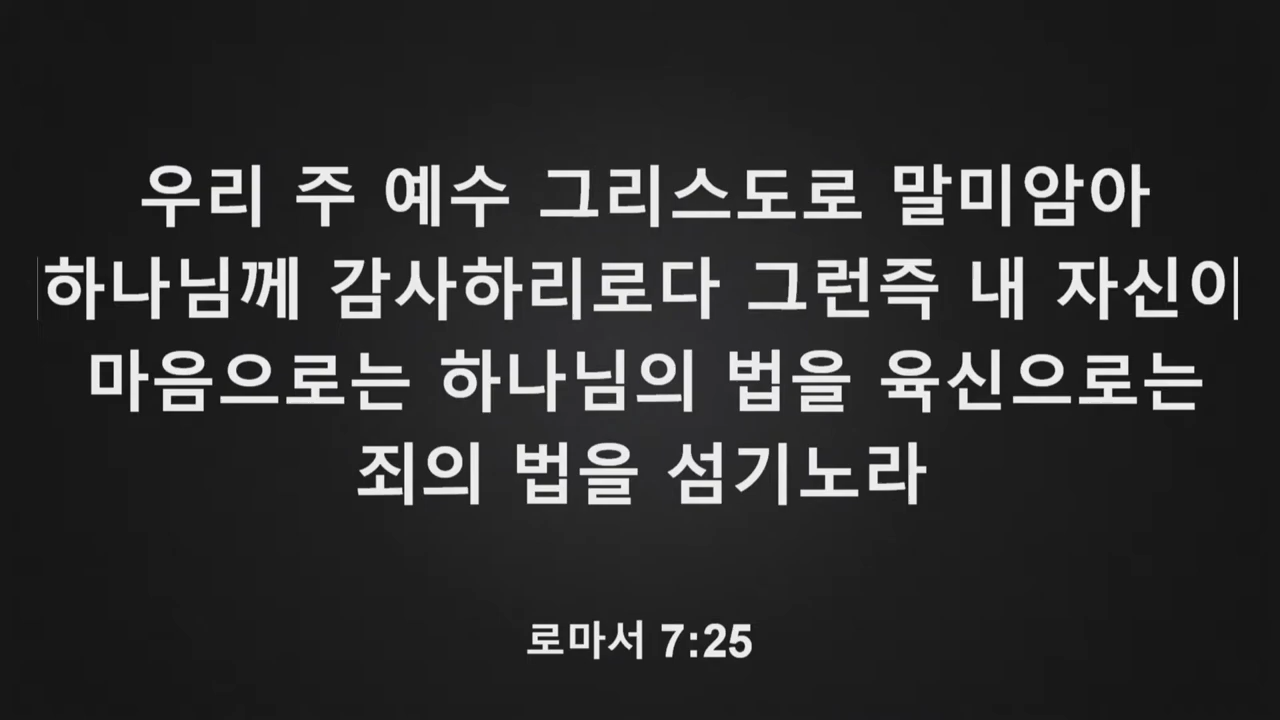 우리 주 예수 그리스도로 말미암아
하나님께 감사하리로다 그런즉 내 자신이
마음으로는 하나님의 법을 육신으로는
죄의 법을 섬기노라
로마서 7:25